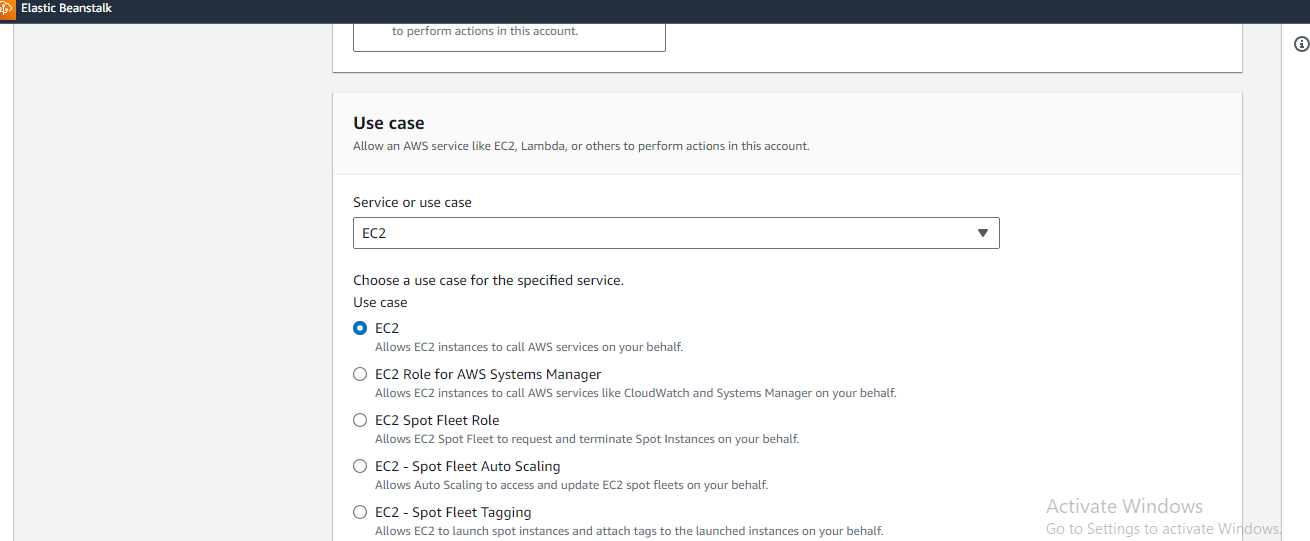 Elastic Beanstalk
to perform actions in this account.
Use case
Allow an AWS service like EC2, Lambda, or others to perform actions in this account.
Service or use case
EC2
Choose a use case for the specified service.
Use case
EC2
Allows EC2 instances to call AWS services on your behalf.
EC2 Role for AWS Systems Manager
Allows EC2 instances to call AWS services like CloudWatch and Systems Manager on your behalf.
EC2 Spot Fleet Role
Allows EC2 Spot Fleet to request and terminate Spot Instances on your behalf.
EC2 - Spot Fleet Auto Scaling
Allows Auto Scaling to access and update EC2 spot fleets on your behalf.
EC2 - Spot Fleet Tagging
Allows EC2 to launch spot instances and attach tags to the launched instances on your behalf.
Activate Windows
Go to Settings to activate Windows.